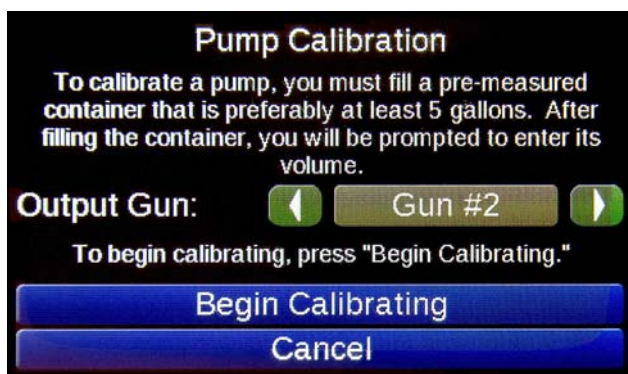 Pump Calibration
To calibrate a pump, you must fill a pre-measured
container that is preferably at least 5 gallons. After
filling the container, you will be prompted to enter its
volume.
Output Gun: Gun #2
To begin calibrating, press "Begin Calibrating."
Begin Calibrating
Cancel